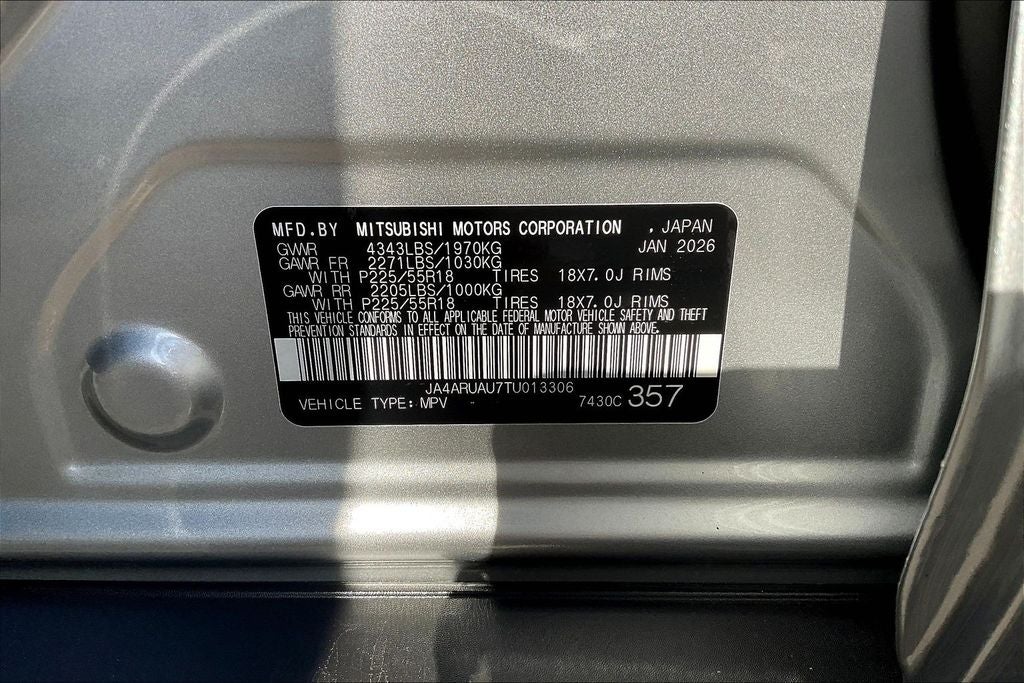 MFD.BY MITSUBISHI MOTORS CORPORATION , JAPAN
GWWR 4343LBS/1970KG JAN 2026
GAWR FR 2271LBS/1030KG
WITH P225/55R18 TIRES 18X7.0J RIMS
GAWR RR 2205LBS/1000KG
WITH P225/55R18 TIRES 18X7.0J RIMS
THIS VEHICLE CONFORMS TO ALL APPLICABLE FEDERAL MOTOR VEHICLE SAFETY AND THEFT
PREVENTION STANDARDS IN EFFECT ON THE DATE OF MANUFACTURE SHOWN ABOVE.
JA4ARUAU7TU013306
VEHICLE TYPE: MPV 7430C 357